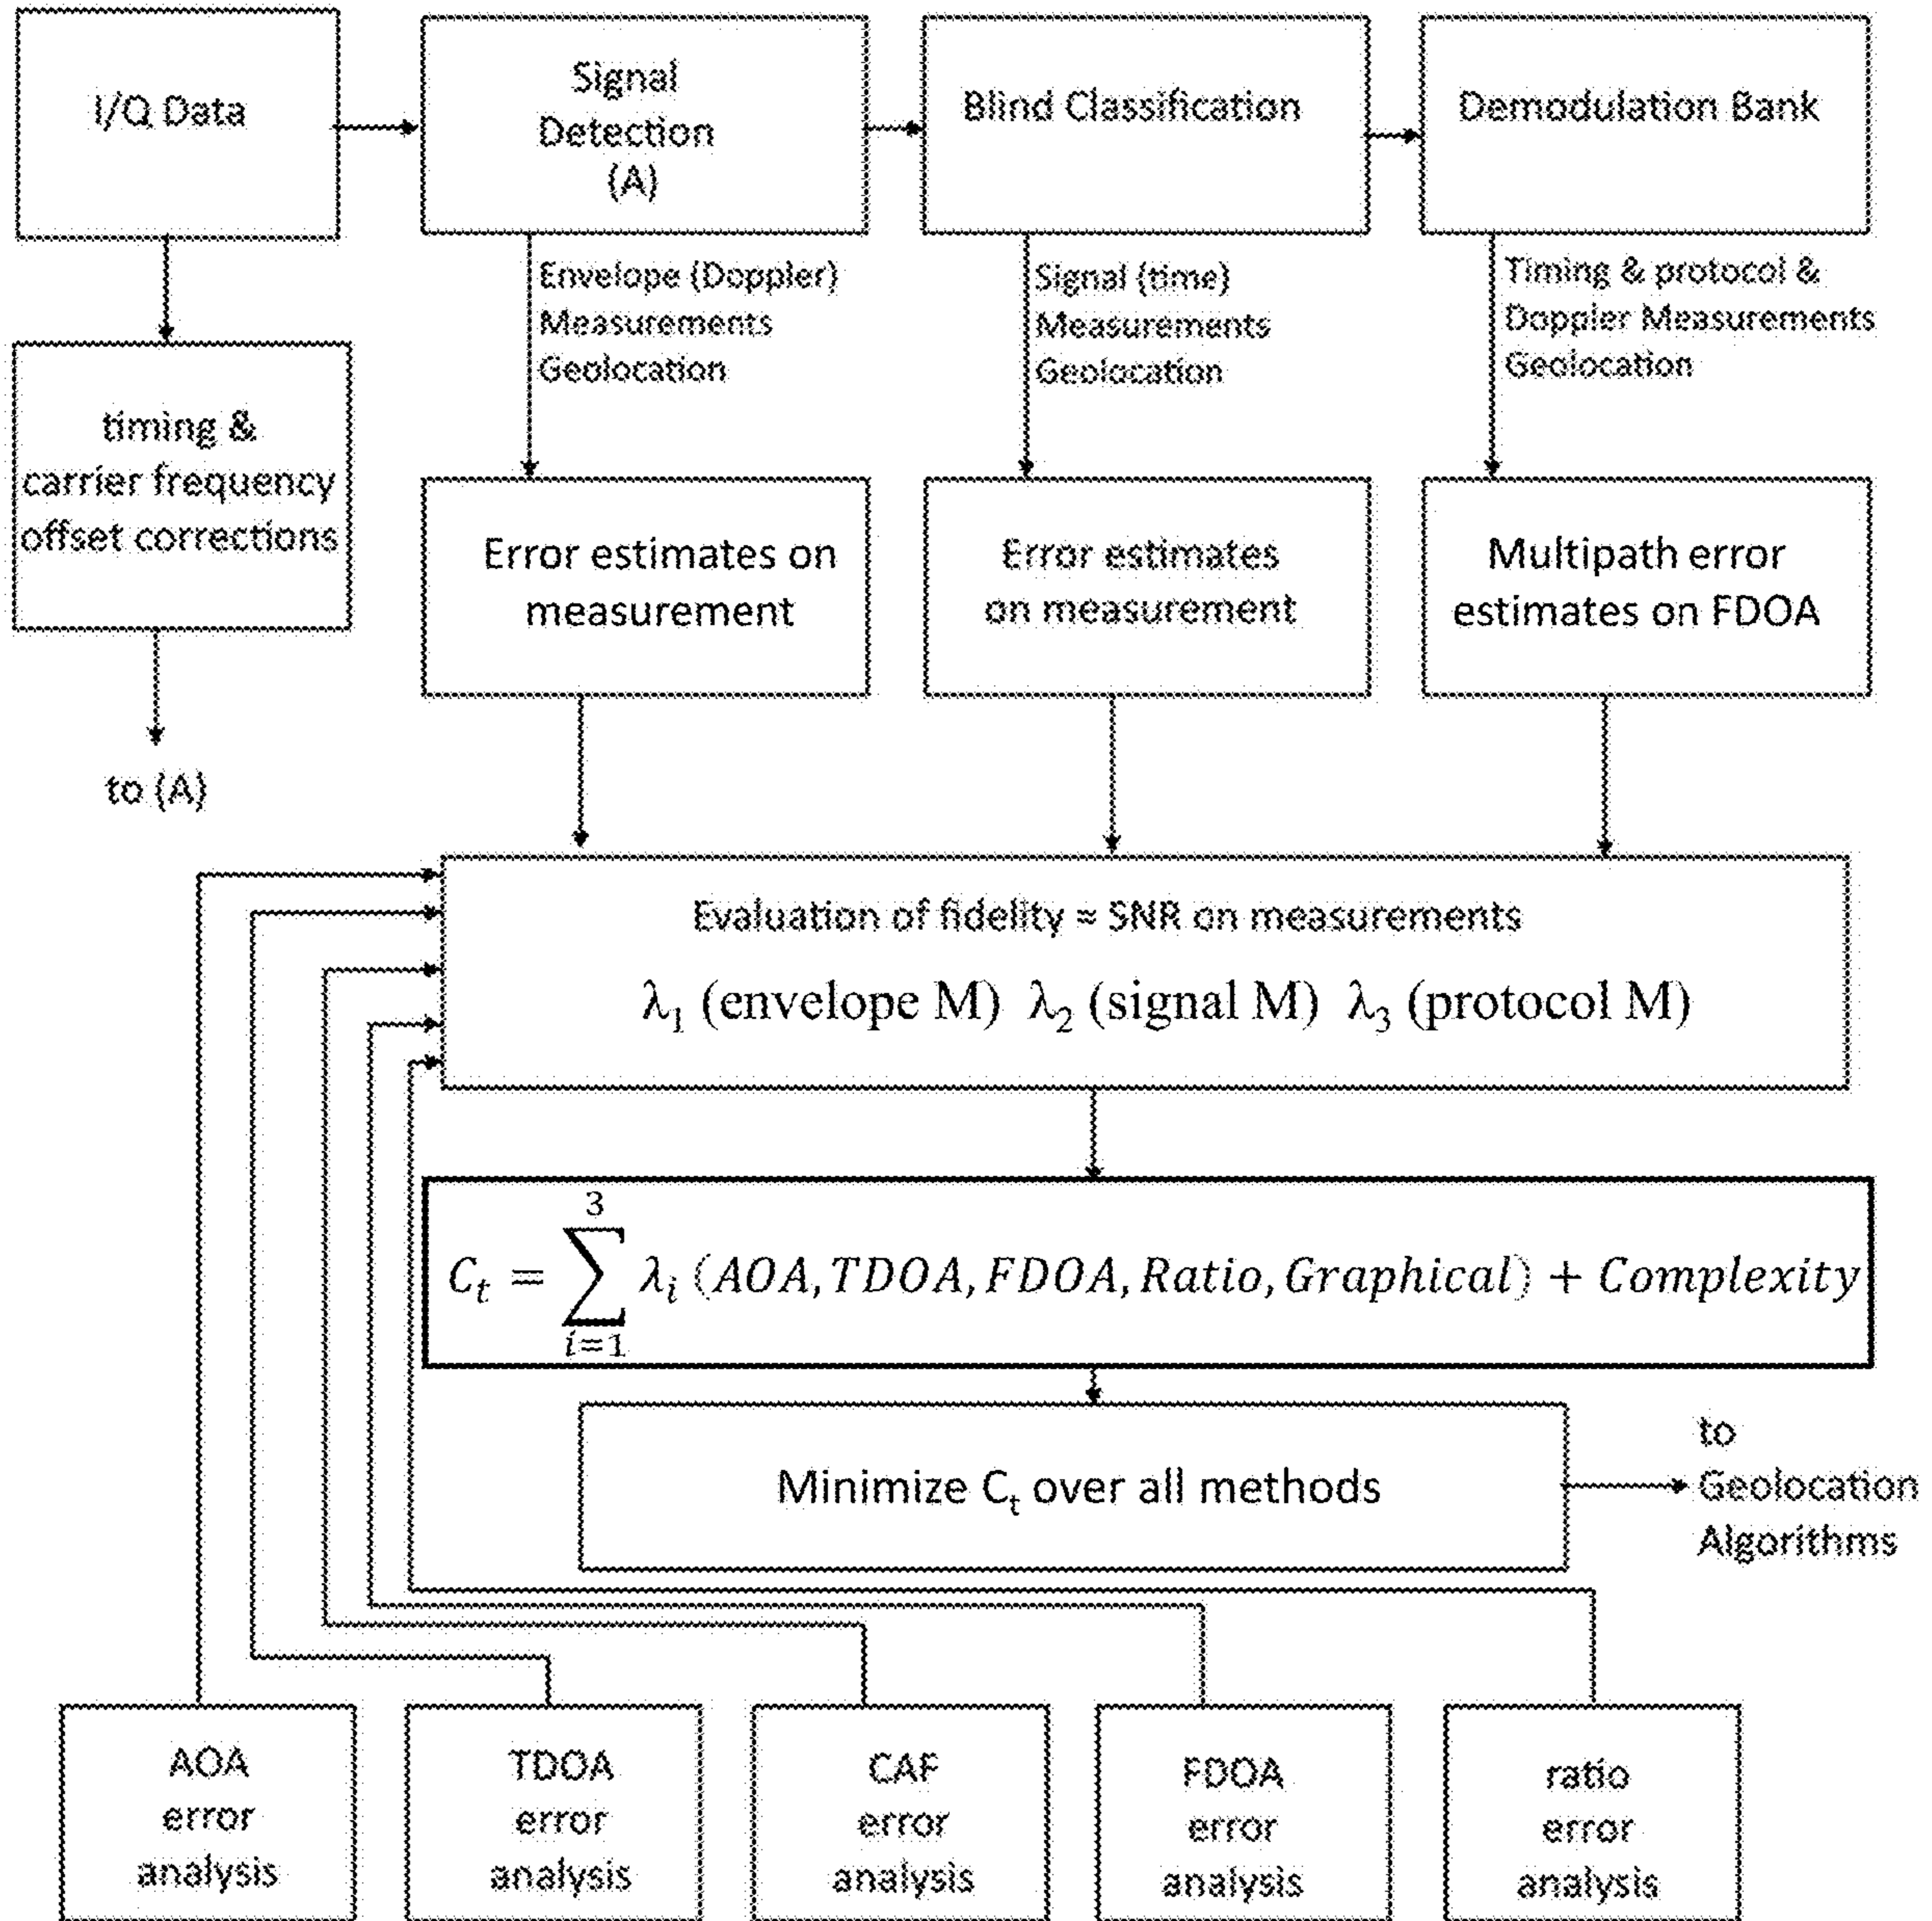 I/Q Data
Signal
Detection
(A)
Blind Classification
Demodulation Bank
Envelope (Doppler)
Measurements
Geolocation
Signal (time)
Measurements
Geolocation
Timing & protocol &
Doppler Measurements
Geolocation
timing &
carrier frequency
offset corrections
to (A)
Error estimates on
measurement
Error estimates
on measurement
Multipath error
estimates on FDOA
Evaluation of fidelity = SNR on measurements
λ₁ (envelope M) λ₂ (signal M) λ₃ (protocol M)
C_t = ∑_{i=1}^{3} λ_i (AOA, TDOA, FDOA, Ratio, Graphical) + Complexity
Minimize C_t over all methods
to
Geolocation
Algorithms
AOA
error
analysis
TDOA
error
analysis
CAF
error
analysis
FDOA
error
analysis
ratio
error
analysis